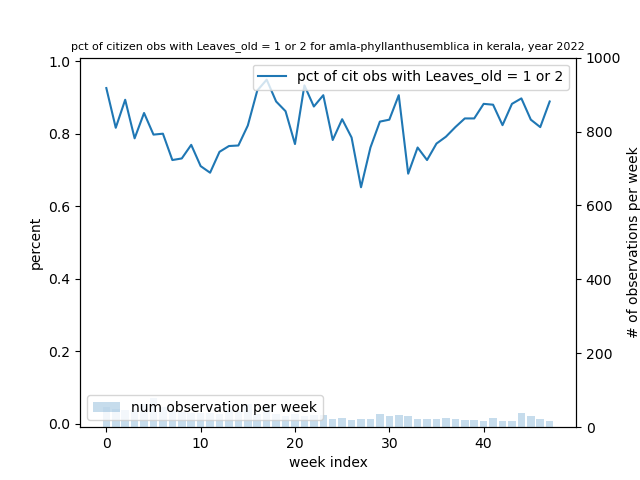 pct of citizen obs with Leaves_old = 1 or 2 for amla-phyllanthusemblica in kerala, year 2022
pct of cit obs with Leaves_old = 1 or 2
num observation per week
percent
1.0
0.8
0.6
0.4
0.2
0.0
0
10
20
30
40
week index
1000
800
600
400
200
0
# of observations per week